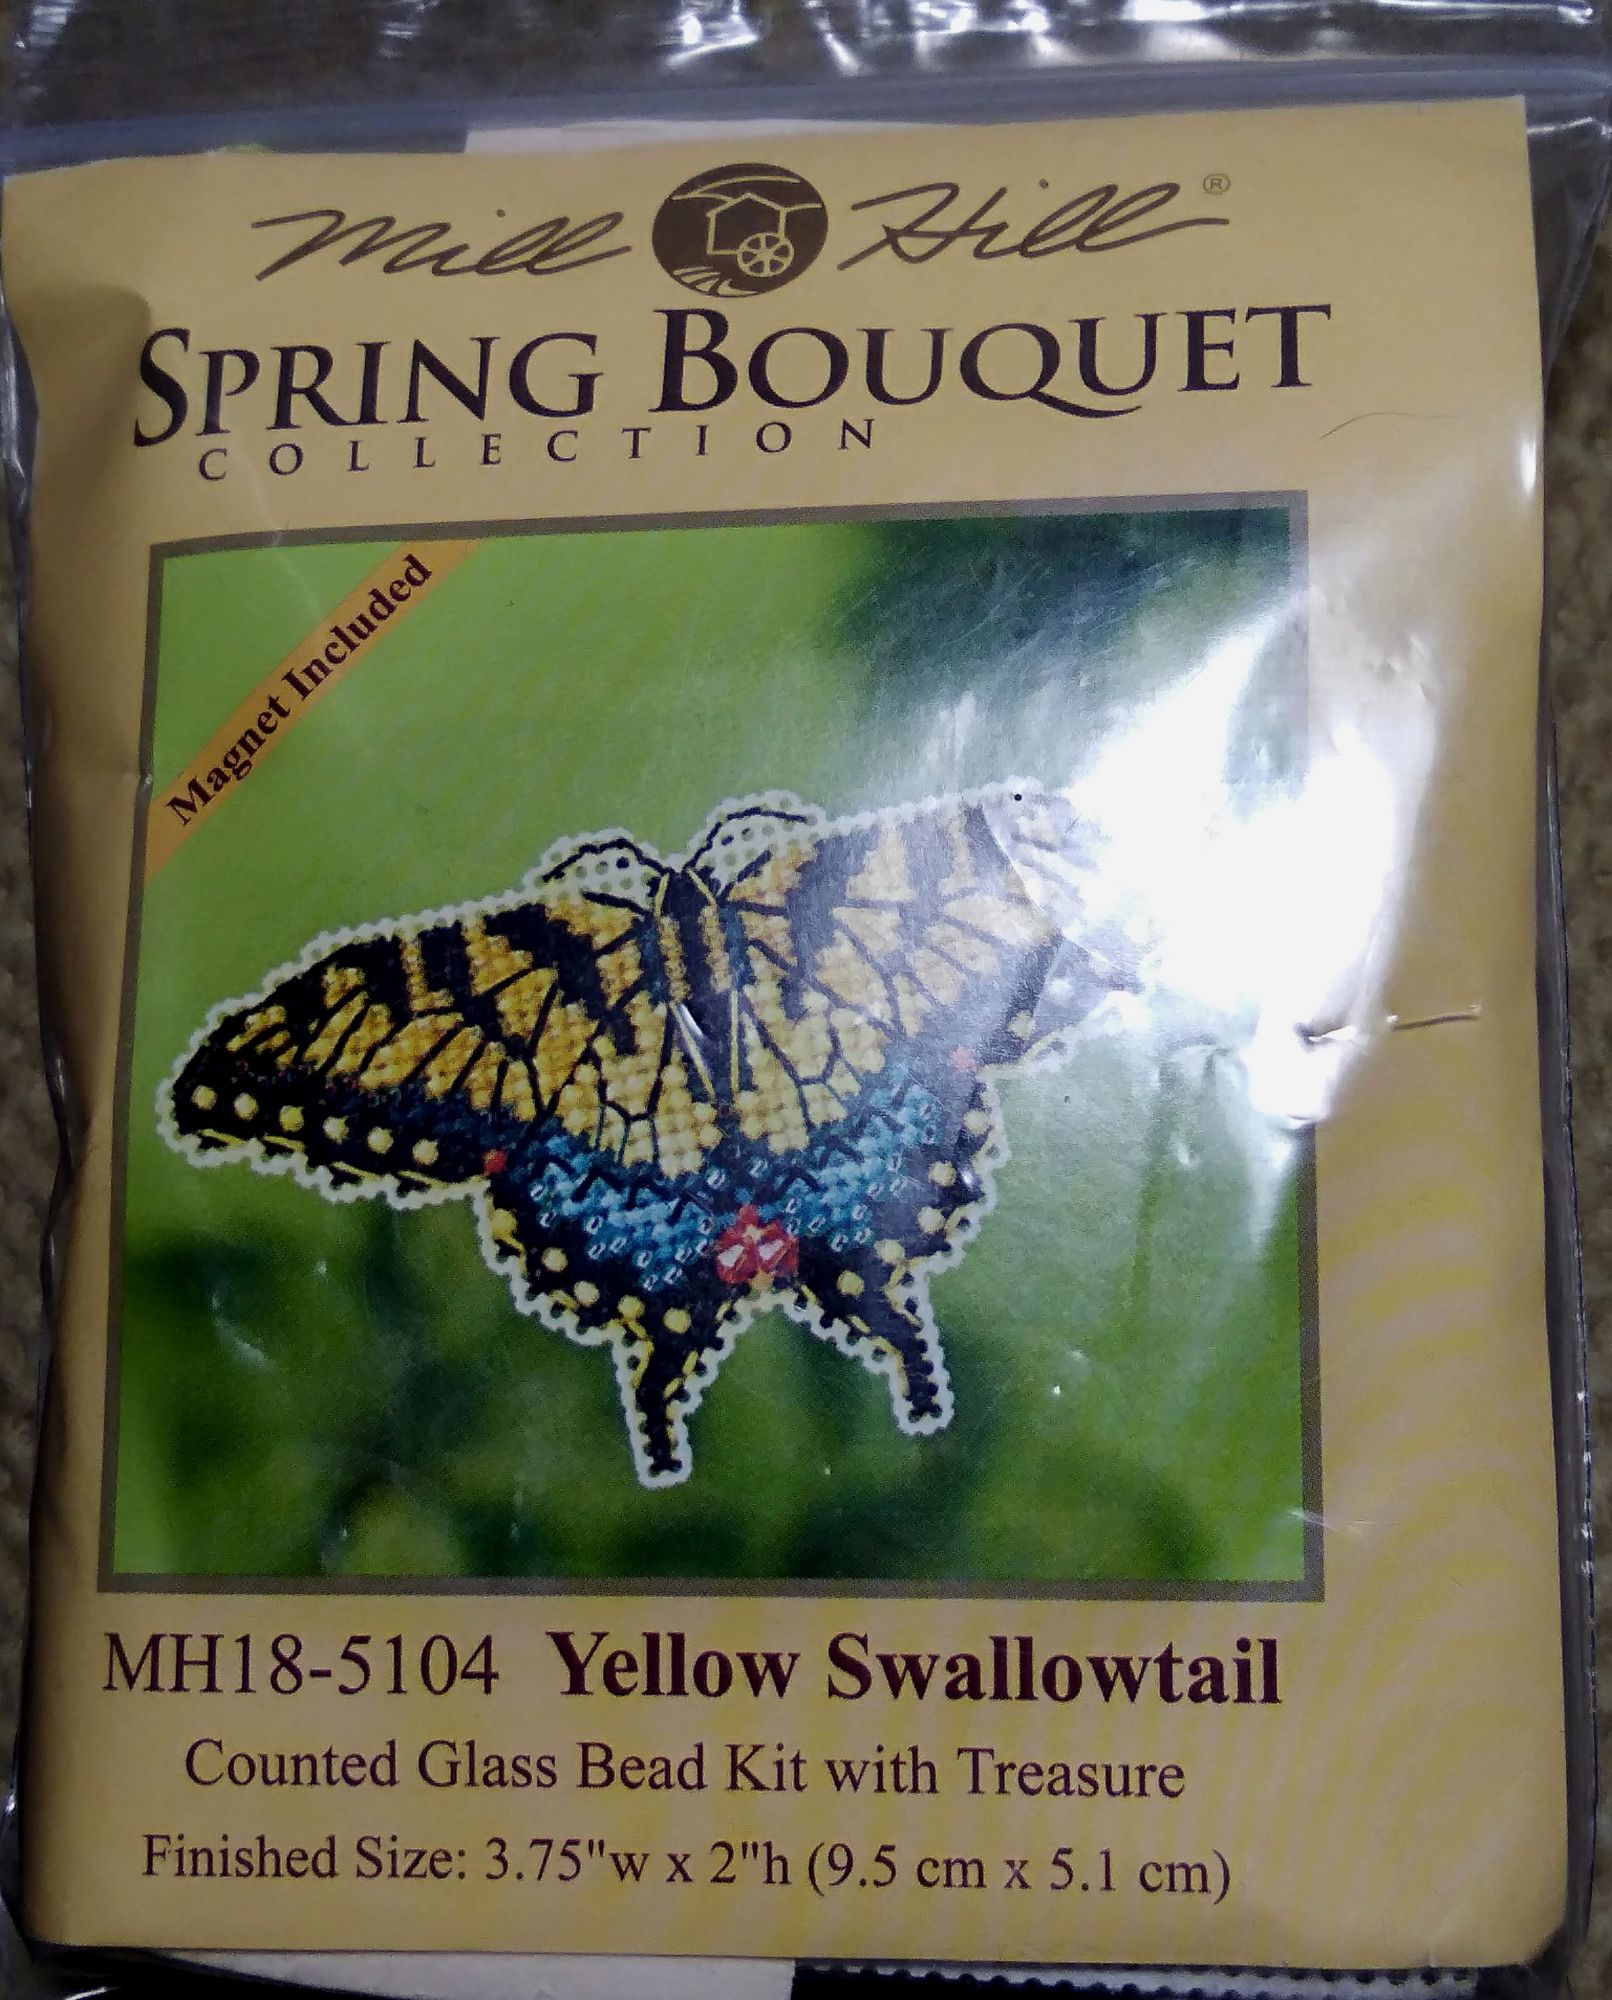 Mill Hill®
SPRING BOUQUET
COLLECTION
Magnet Included
MH18-5104 Yellow Swallowtail
Counted Glass Bead Kit with Treasure
Finished Size: 3.75"w x 2"h (9.5 cm x 5.1 cm)